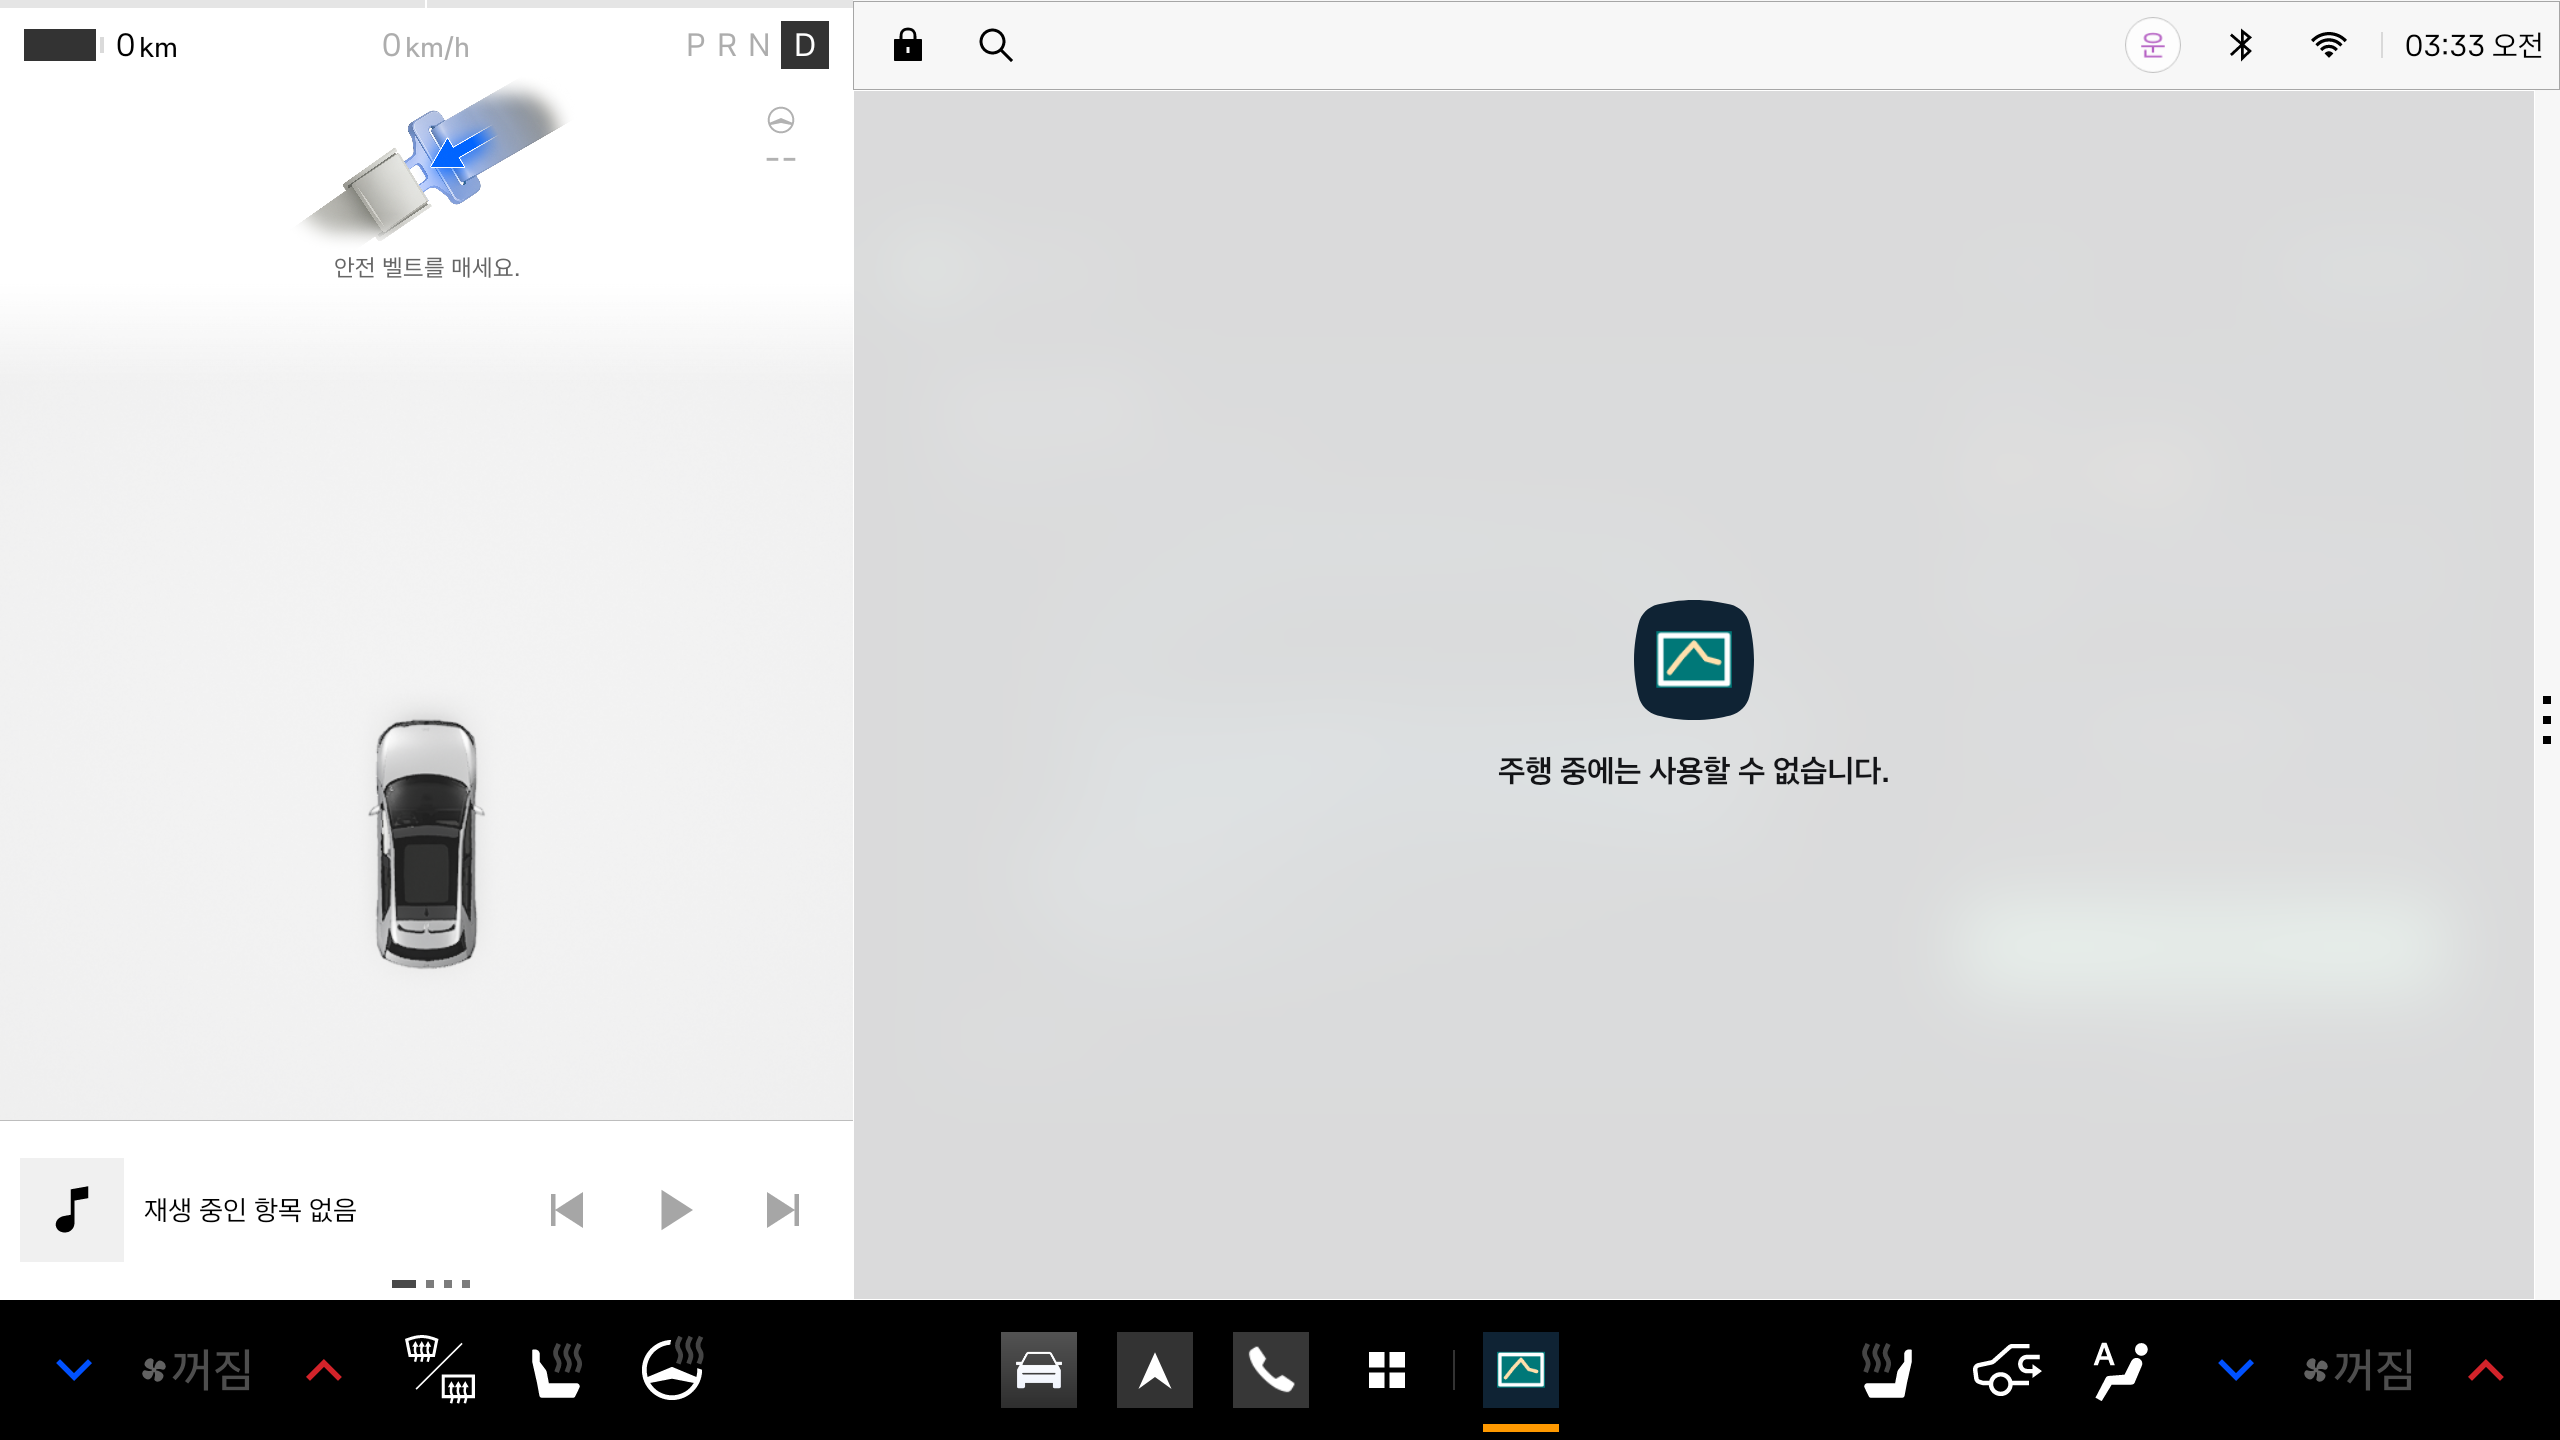 0 km
0 km/h
P R N D
운
03:33 오전
--
안전 벨트를 매세요.
주행 중에는 사용할 수 없습니다.
재생 중인 항목 없음
꺼짐
A
꺼짐